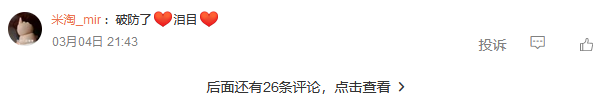 米淘_mir：破防了❤️泪目❤️
03月04日 21:43
投诉
后面还有26条评论，点击查看 >